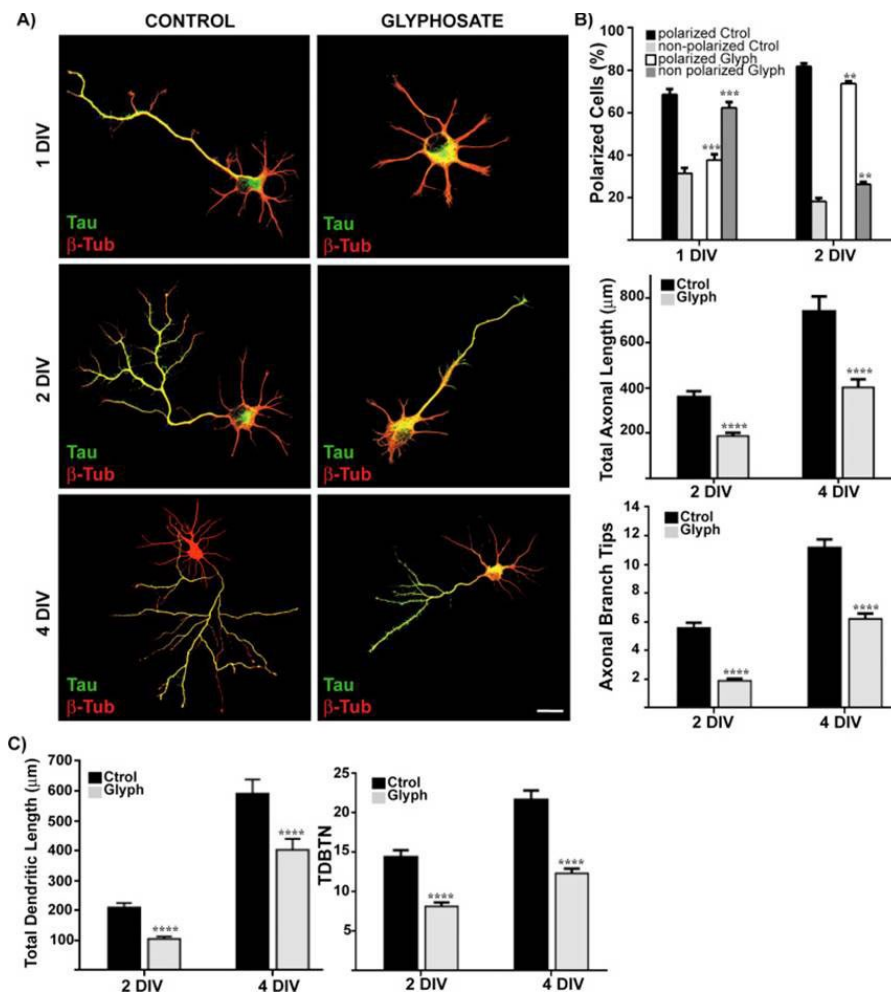 A)
CONTROL
GLYPHOSATE
1 DIV
Tau
β-Tub
Tau
β-Tub
2 DIV
Tau
β-Tub
Tau
β-Tub
4 DIV
Tau
β-Tub
Tau
β-Tub
B)
polarized Ctrol
non-polarized Ctrol
polarized Glyph
non polarized Glyph
Polarized Cells (%)
100
80
60
40
20
***
***
**
**
1 DIV
2 DIV
Ctrol
Glyph
Total Axonal Length (μm)
800
600
400
200
****
****
2 DIV
4 DIV
Ctrol
Glyph
Axonal Branch Tips
14
12
10
8
6
4
2
****
****
2 DIV
4 DIV
C)
Total Dendritic Length (μm)
700
600
500
400
300
200
100
Ctrol
Glyph
****
****
2 DIV
4 DIV
TDBTN
25
20
15
10
5
Ctrol
Glyph
****
****
2 DIV
4 DIV